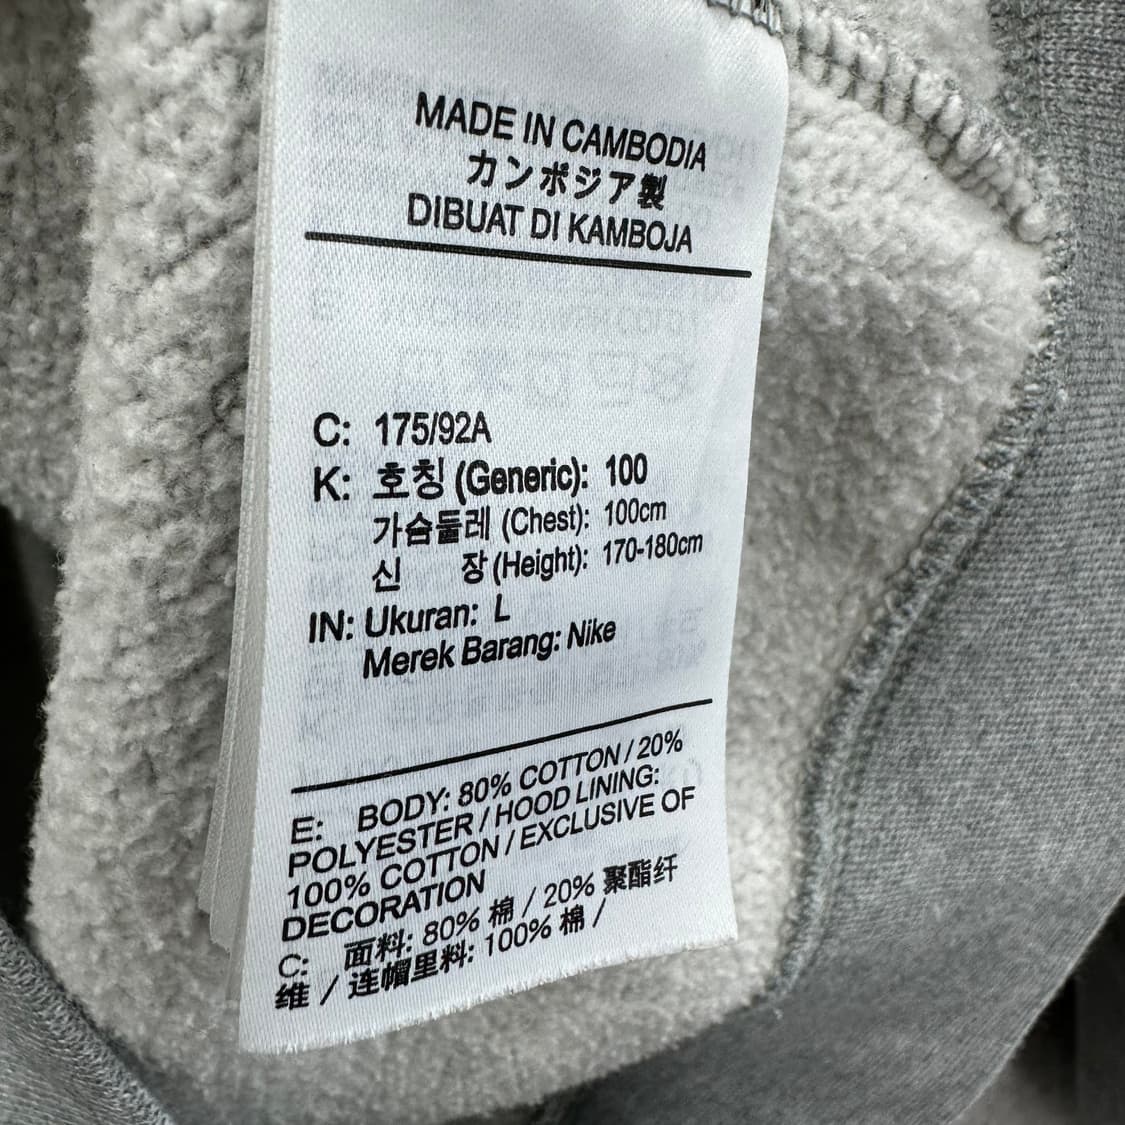 MADE IN CAMBODIA
カンボジア製
DIBUAT DI KAMBOJA
C: 175/92A
K: 호칭 (Generic): 100
가슴둘레 (Chest): 100cm
신 장 (Height): 170-180cm
IN: Ukuran: L
Merek Barang: Nike
E: BODY: 80% COTTON / 20%
POLYESTER / HOOD LINING:
100% COTTON / EXCLUSIVE OF
DECORATION
C: 面料: 80% 棉 / 20% 聚酯纤
维 / 连帽里料: 100% 棉 /